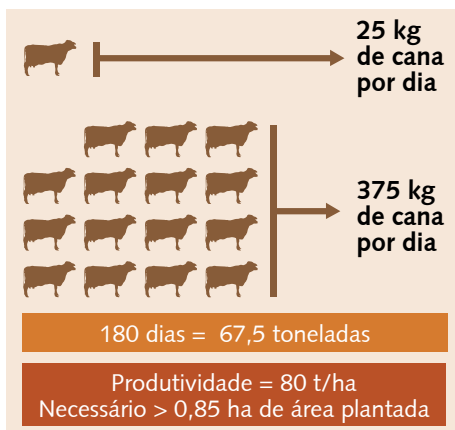 25 kg
de cana
por dia
375 kg
de cana
por dia
180 dias = 67,5 toneladas
Produtividade = 80 t/ha
Necessário > 0,85 ha de área plantada